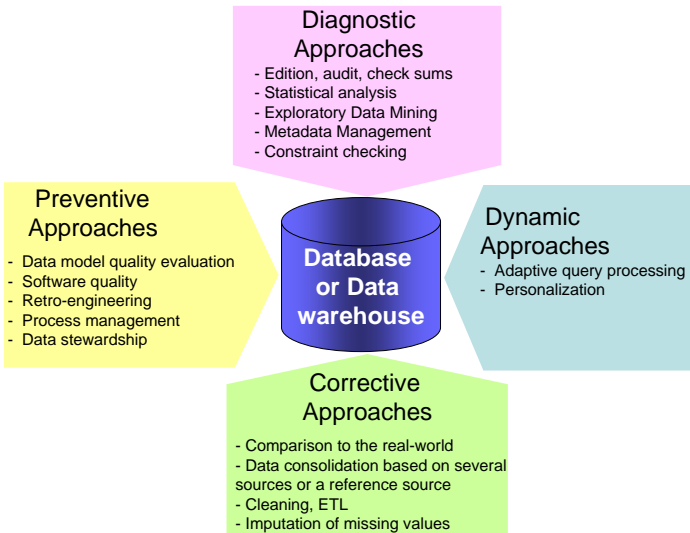 Diagnostic
Approaches
- Edition, audit, check sums
- Statistical analysis
- Exploratory Data Mining
- Metadata Management
- Constraint checking
Preventive
Approaches
- Data model quality evaluation
- Software quality
- Retro-engineering
- Process management
- Data stewardship
Database
or Data
warehouse
Dynamic
Approaches
- Adaptive query processing
- Personalization
Corrective
Approaches
- Comparison to the real-world
- Data consolidation based on several
sources or a reference source
- Cleaning, ETL
- Imputation of missing values